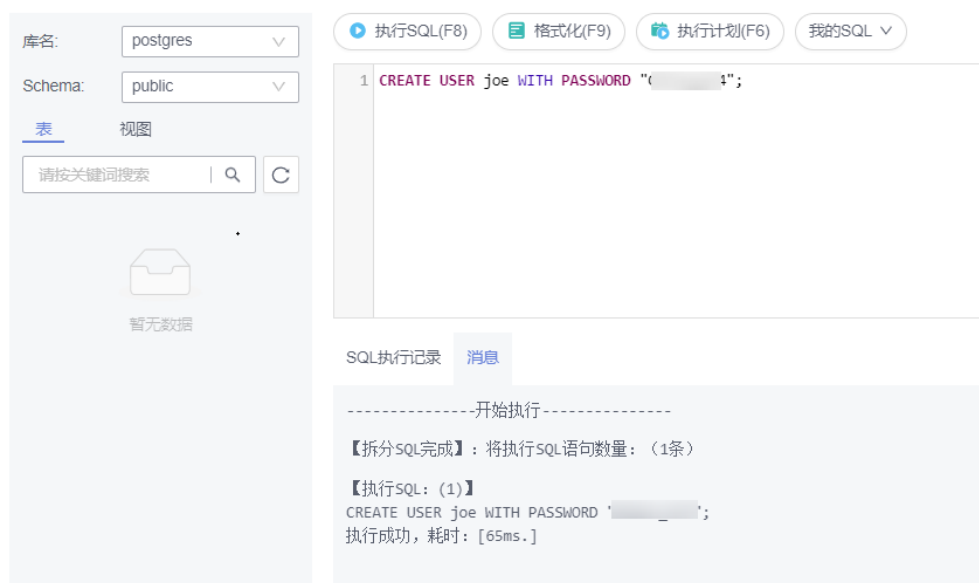 库名:
postgres
Schema:
public
表
视图
请按关键词搜索
暂无数据
执行SQL(F8)
格式化(F9)
执行计划(F6)
我的SQL
1
CREATE USER joe WITH PASSWORD "
";
SQL执行记录
消息
---------------开始执行---------------
【拆分SQL完成】：将执行SQL语句数量：（1条）
【执行SQL：(1)】
CREATE USER joe WITH PASSWORD '
';
执行成功，耗时：[65ms.]